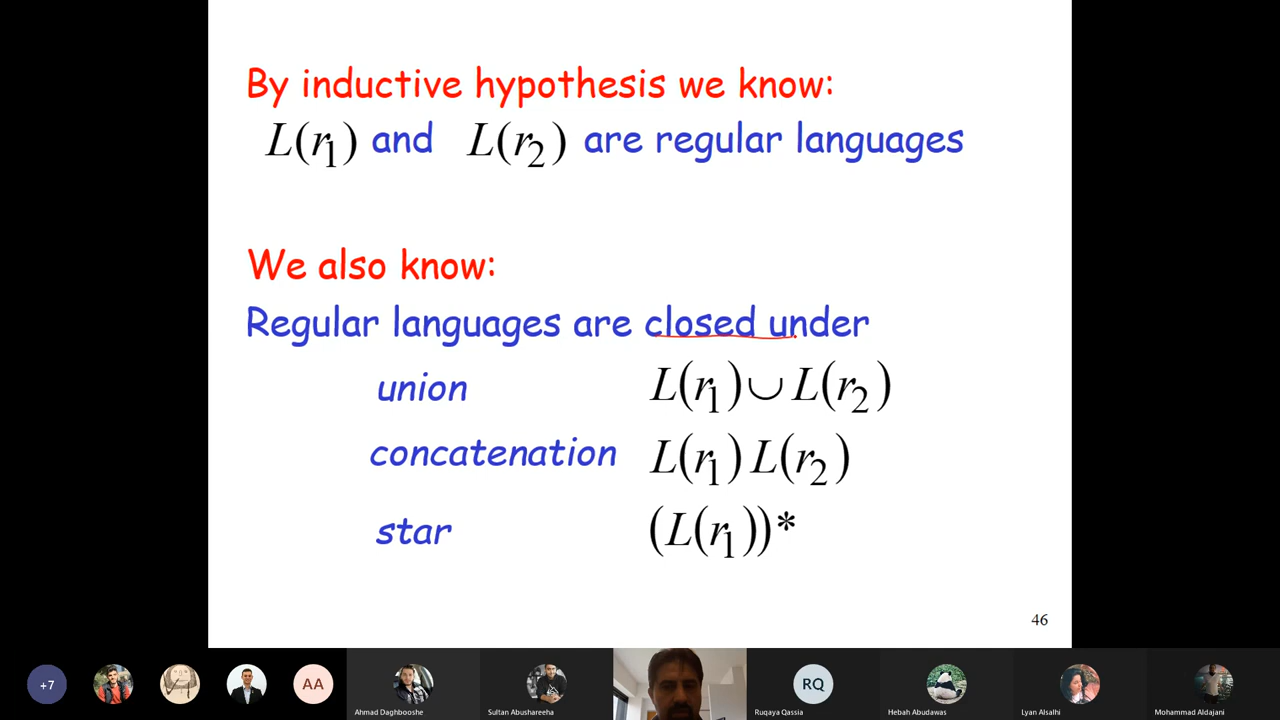 By inductive hypothesis we know:
L(r₁) and L(r₂) are regular languages
We also know:
Regular languages are closed under
union L(r₁)∪L(r₂)
concatenation L(r₁)L(r₂)
star (L(r₁))*
46
+7
AA
RQ
Ahmad Daghbooshe
Sultan Abushareeha
Ruqaya Qassia
Hebah Abudawas
Lyan Alsalhi
Mohammad Aldajani